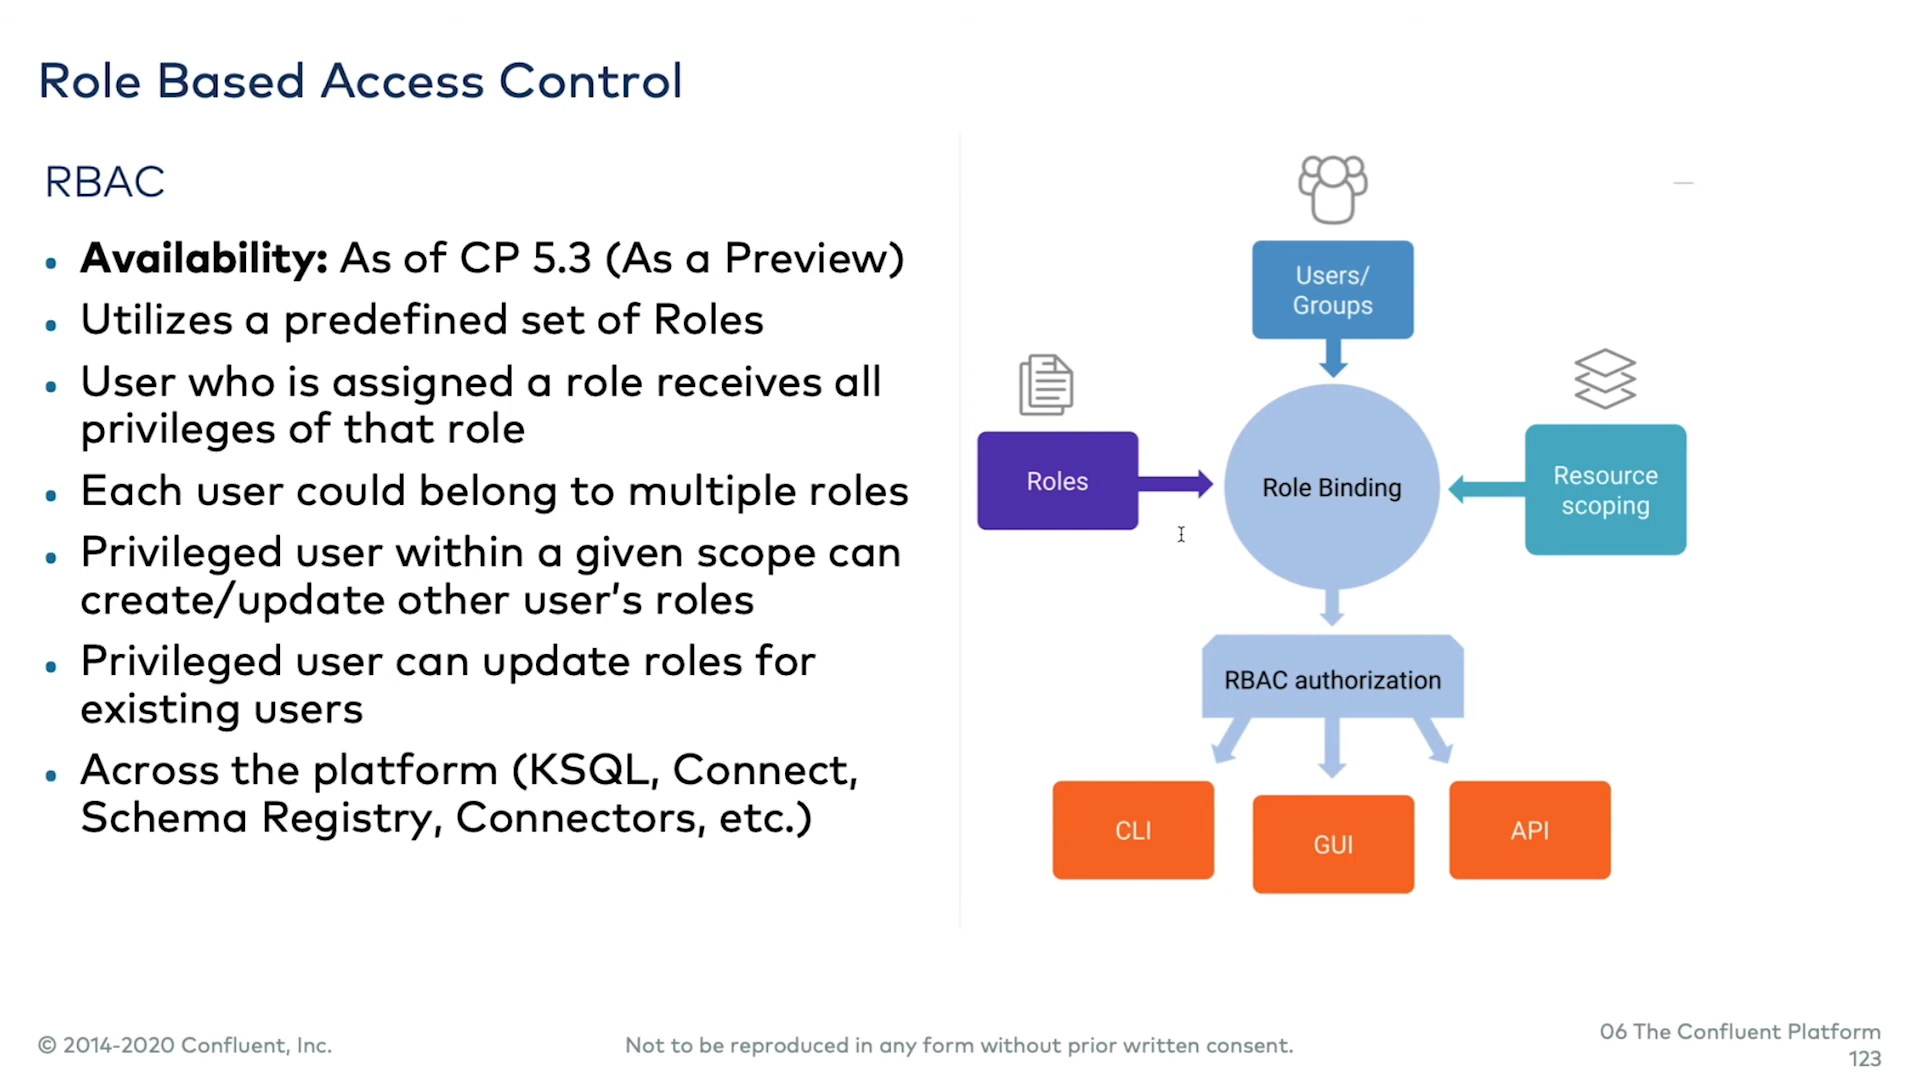 Role Based Access Control
RBAC
• Availability: As of CP 5.3 (As a Preview)
• Utilizes a predefined set of Roles
• User who is assigned a role receives all
privileges of that role
• Each user could belong to multiple roles
• Privileged user within a given scope can
create/update other user’s roles
• Privileged user can update roles for
existing users
• Across the platform (KSQL, Connect,
Schema Registry, Connectors, etc.)
Users/
Groups
Roles
Role Binding
Resource
scoping
RBAC authorization
CLI
GUI
API
© 2014-2020 Confluent, Inc.
Not to be reproduced in any form without prior written consent.
06 The Confluent Platform
123